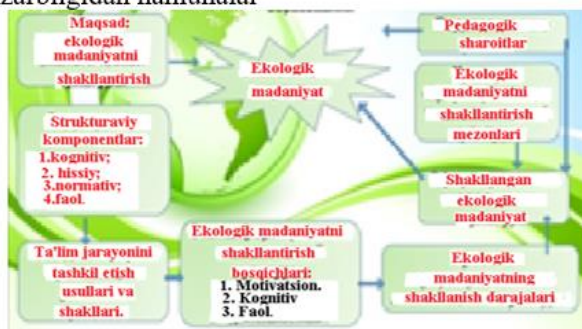 Maqsad:
ekologik
madaniyatni
shakllantirish
Ekologik
madaniyat
Pedagogik
sharoitlar
Ekologik
madaniyatni
shakllantirish
mezonlari
Strukturaviy
komponentlar:
1.kognitiv;
2. hissiy;
3.normativ;
4.faol.
Shakllangan
ekologik
madaniyat
Ta'lim jarayonini
tashkil etish
usullari va
shakllari.
Ekologik madaniyatni
shakllantirish
bosqichlari:
1. Motivatsion.
2. Kognitiv
3. Faol.
Ekologik
madaniyatning
shakllanish darajalari